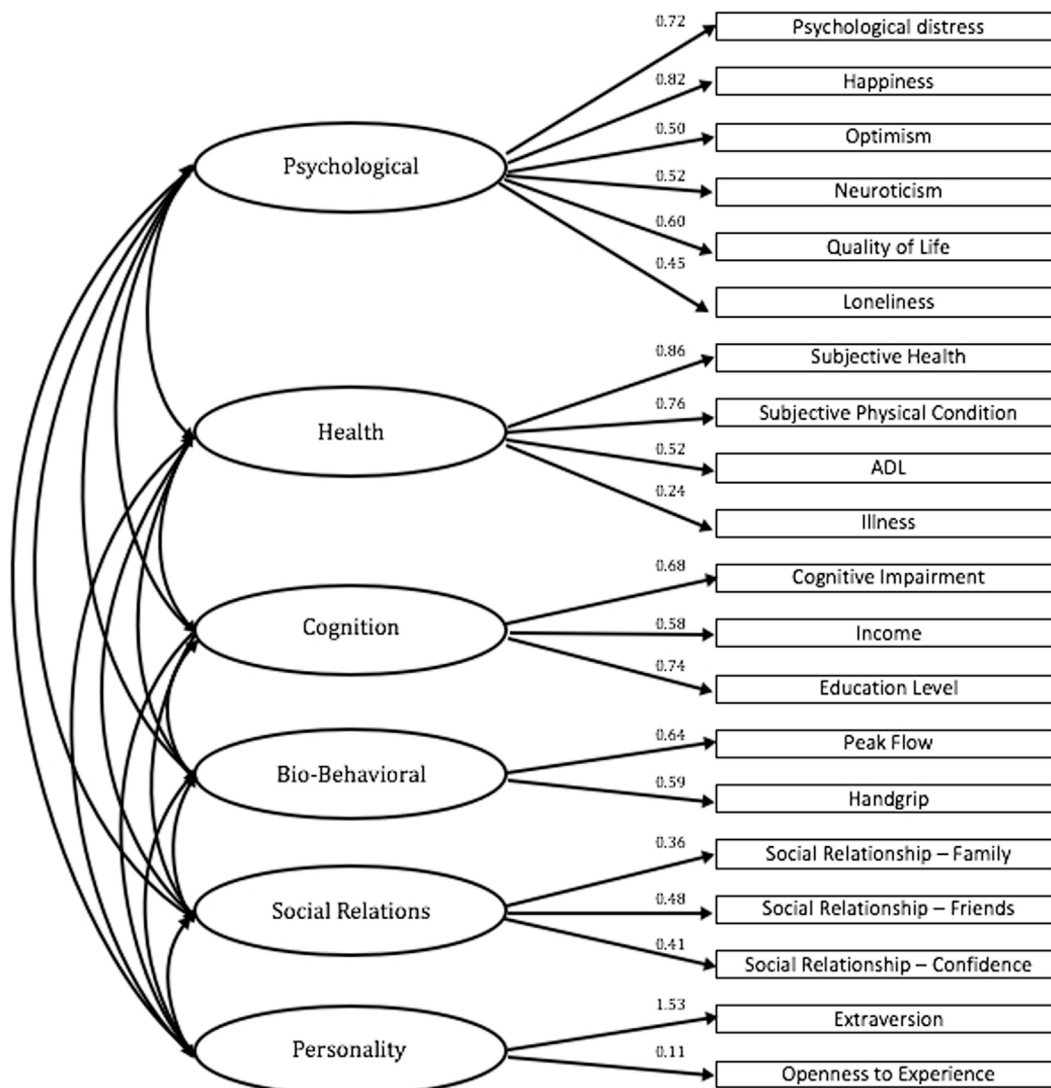 0.72
Psychological distress
0.82
Happiness
0.50
Optimism
Psychological
0.52
Neuroticism
0.60
Quality of Life
0.45
Loneliness
0.86
Subjective Health
0.76
Subjective Physical Condition
Health
0.52
ADL
0.24
Illness
0.68
Cognitive Impairment
Cognition
0.58
Income
0.74
Education Level
0.64
Peak Flow
Bio-Behavioral
0.59
Handgrip
0.36
Social Relationship – Family
Social Relations
0.48
Social Relationship – Friends
0.41
Social Relationship – Confidence
1.53
Extraversion
Personality
0.11
Openness to Experience